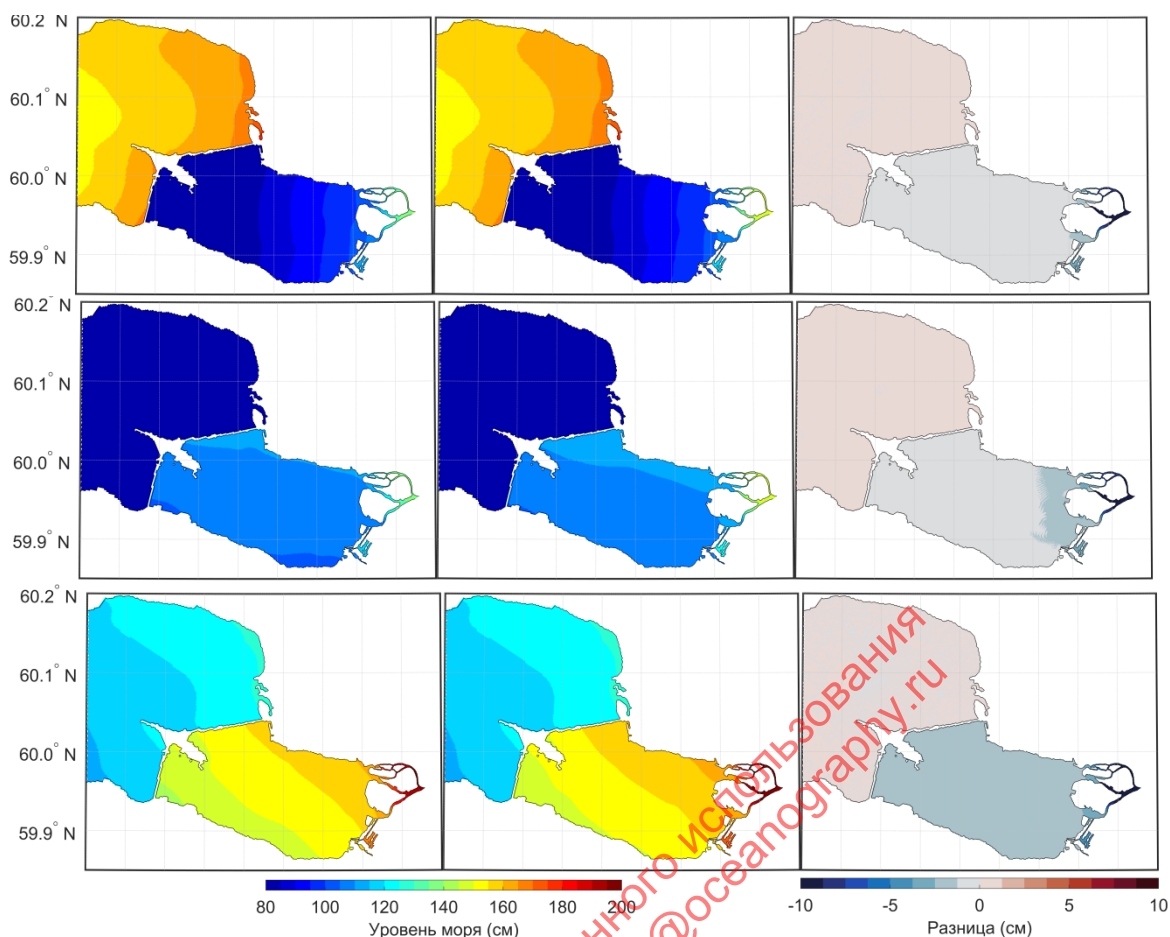 60.2° N
60.1° N
60.0° N
59.9° N
60.2° N
60.1° N
60.0° N
59.9° N
60.2° N
60.1° N
60.0° N
59.9° N
нного использования
@oceanography.ru
80 100 120 140 160 180 200
Уровень моря (см)
-10 -5 0 5 10
Разница (см)